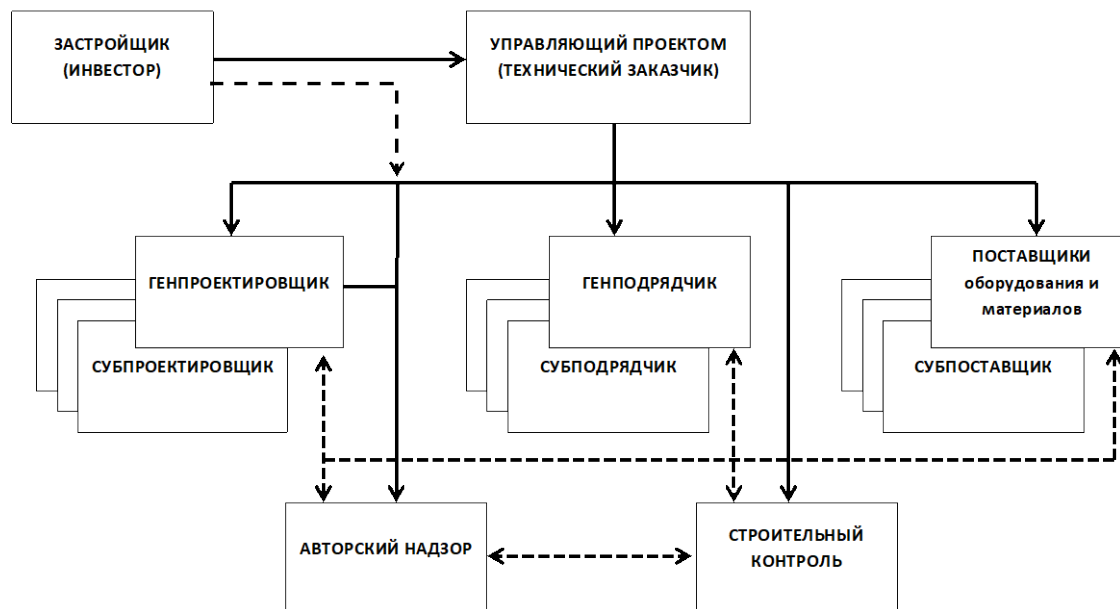 ЗАСТРОЙЩИК
(ИНВЕСТОР)
УПРАВЛЯЮЩИЙ ПРОЕКТОМ
(ТЕХНИЧЕСКИЙ ЗАКАЗЧИК)
ГЕНПРОЕКТИРОВЩИК
СУБПРОЕКТИРОВЩИК
ГЕНПОДРЯДЧИК
СУБПОДРЯДЧИК
ПОСТАВЩИКИ
оборудования и
материалов
СУБПОСТАВЩИК
АВТОРСКИЙ НАДЗОР
СТРОИТЕЛЬНЫЙ
КОНТРОЛЬ